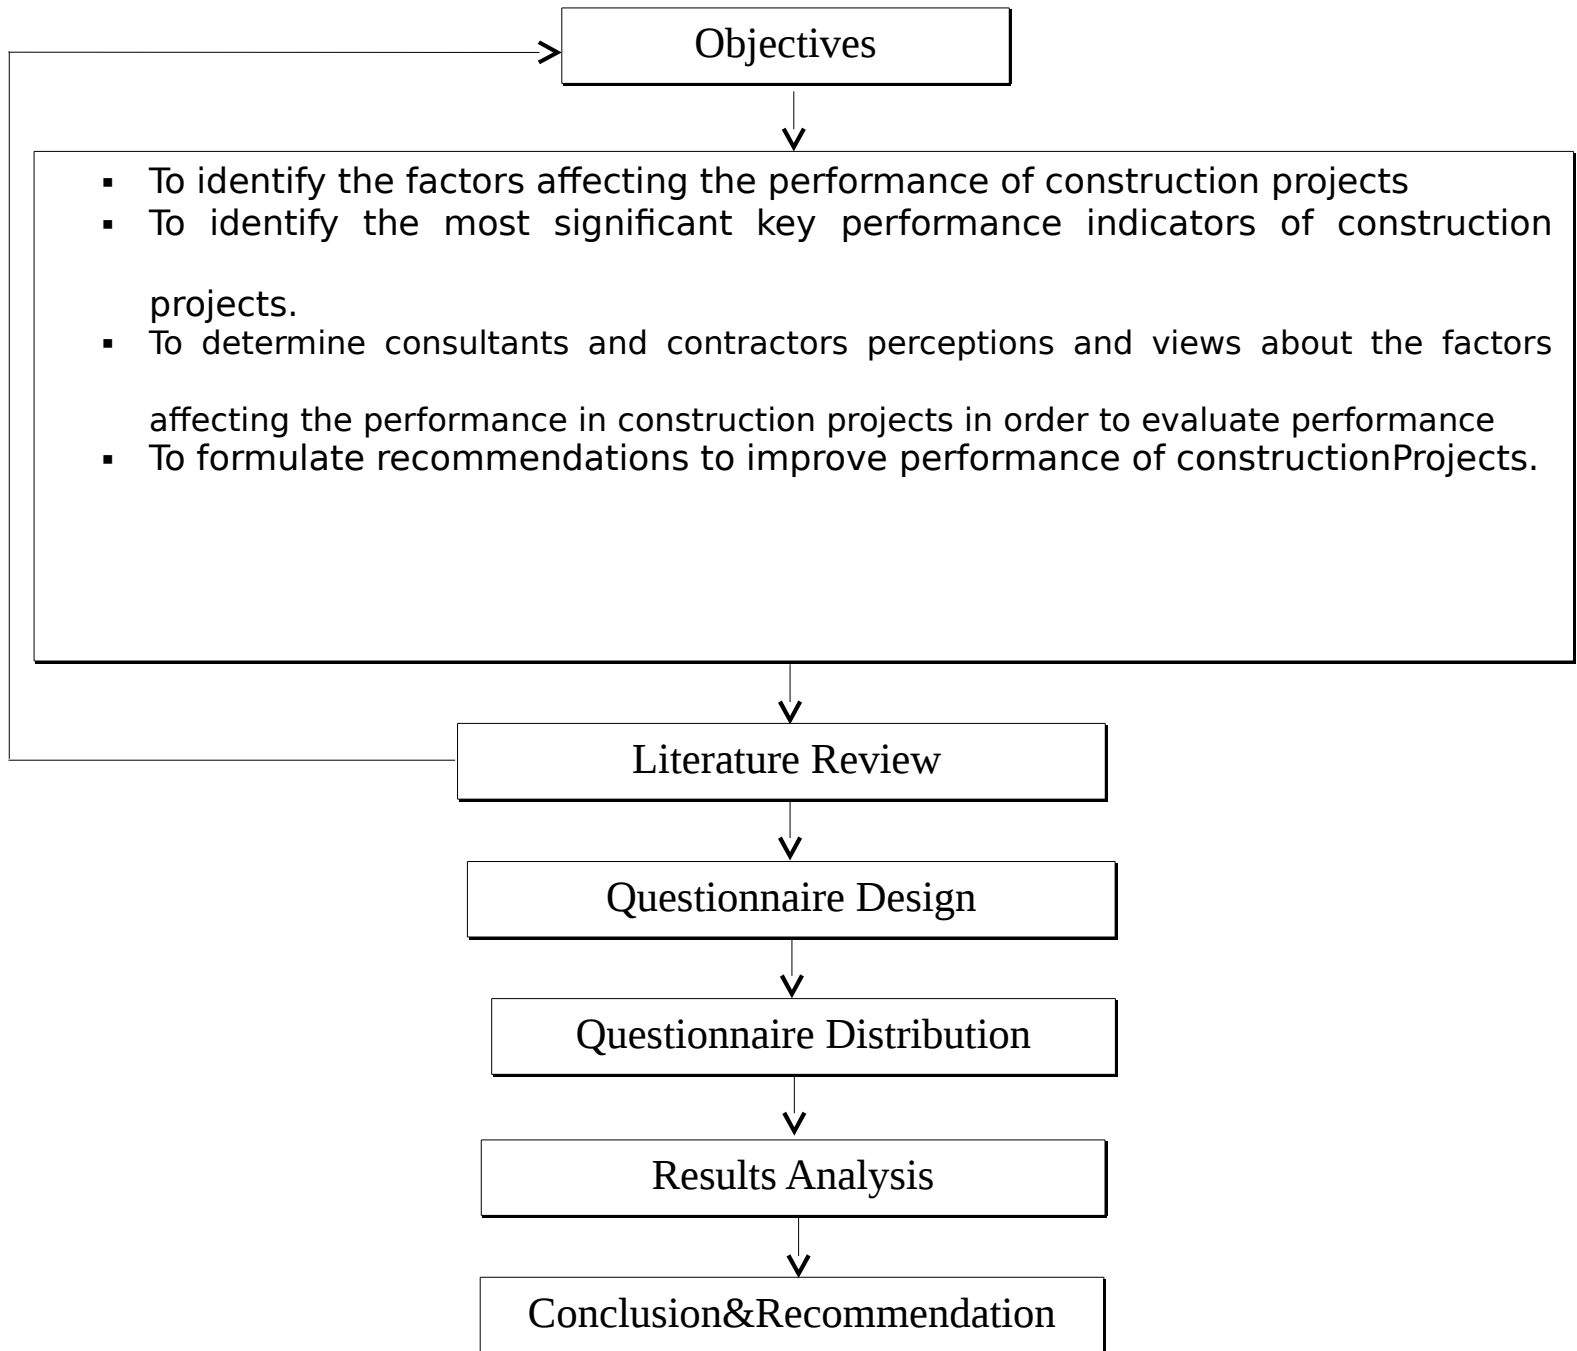 Objectives
▪ To identify the factors affecting the performance of construction projects
▪ To identify the most significant key performance indicators of construction
projects.
▪ To determine consultants and contractors perceptions and views about the factors
affecting the performance in construction projects in order to evaluate performance
▪ To formulate recommendations to improve performance of constructionProjects.
Literature Review
Questionnaire Design
Questionnaire Distribution
Results Analysis
Conclusion&Recommendation